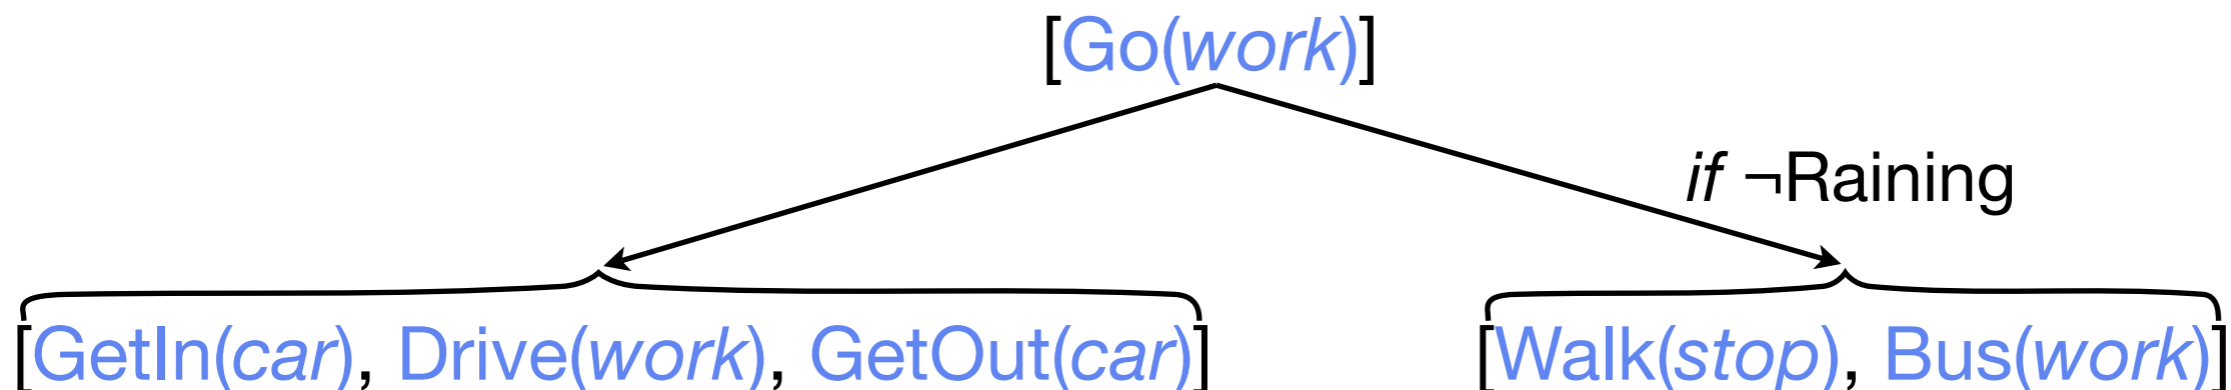 [Go(work)]
if ¬Raining
[GetIn(car), Drive(work), GetOut(car)]
[Walk(stop), Bus(work)]